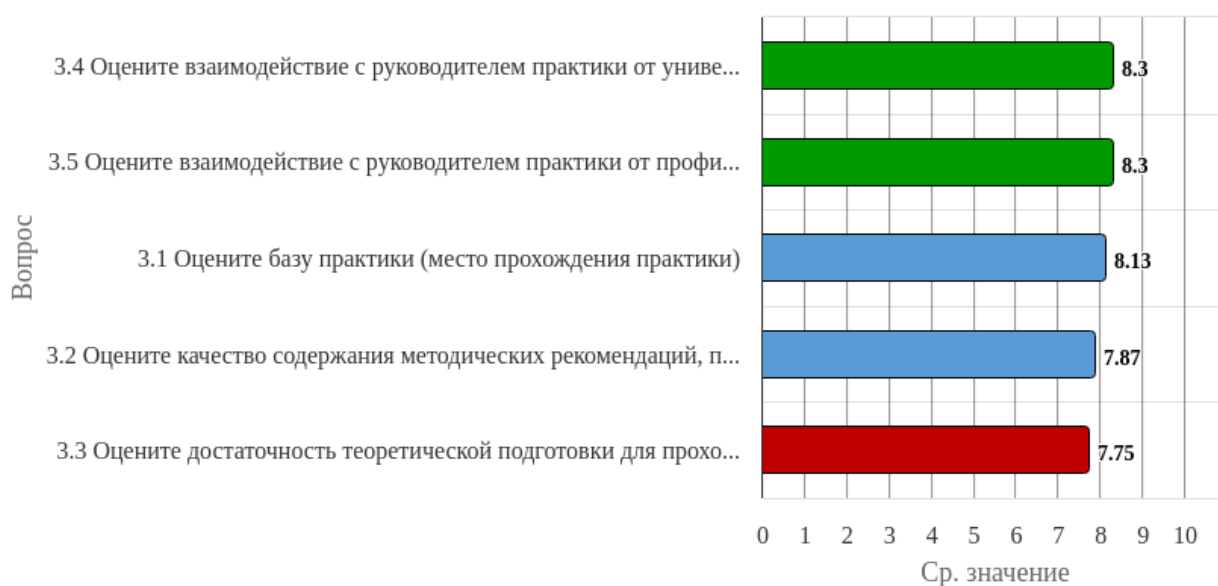 3.4 Оцените взаимодействие с руководителем практики от униве...
8.3
3.5 Оцените взаимодействие с руководителем практики от профи...
8.3
3.1 Оцените базу практики (место прохождения практики)
8.13
3.2 Оцените качество содержания методических рекомендаций, п...
7.87
3.3 Оцените достаточность теоретической подготовки для прохо...
7.75
Вопрос
0 1 2 3 4 5 6 7 8 9 10
Ср. значение